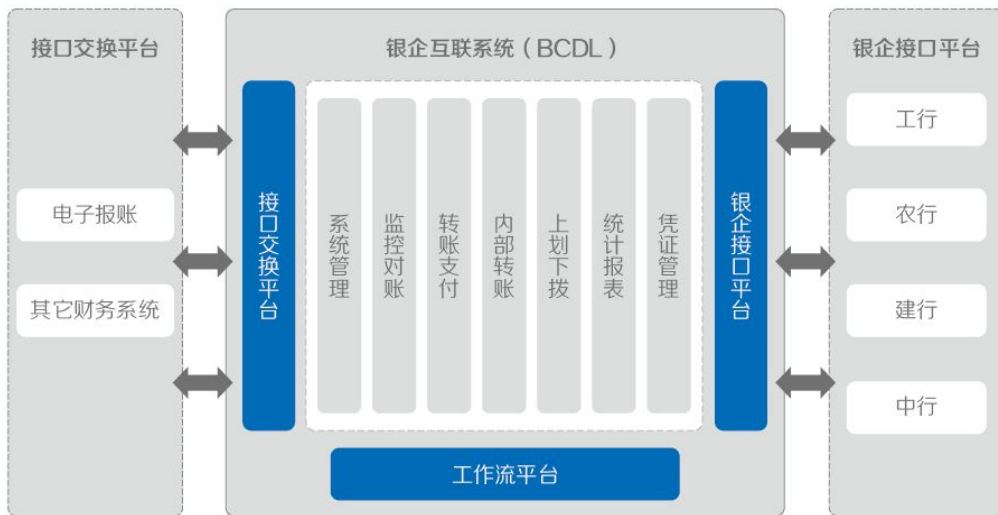 接口交换平台
电子报账
其它财务系统
银企互联系统（BCDL）
接口交换平台
系统管理
监控对账
转账支付
内部转账
上划下拨
统计报表
凭证管理
银企接口平台
工作流平台
银企接口平台
工行
农行
建行
中行